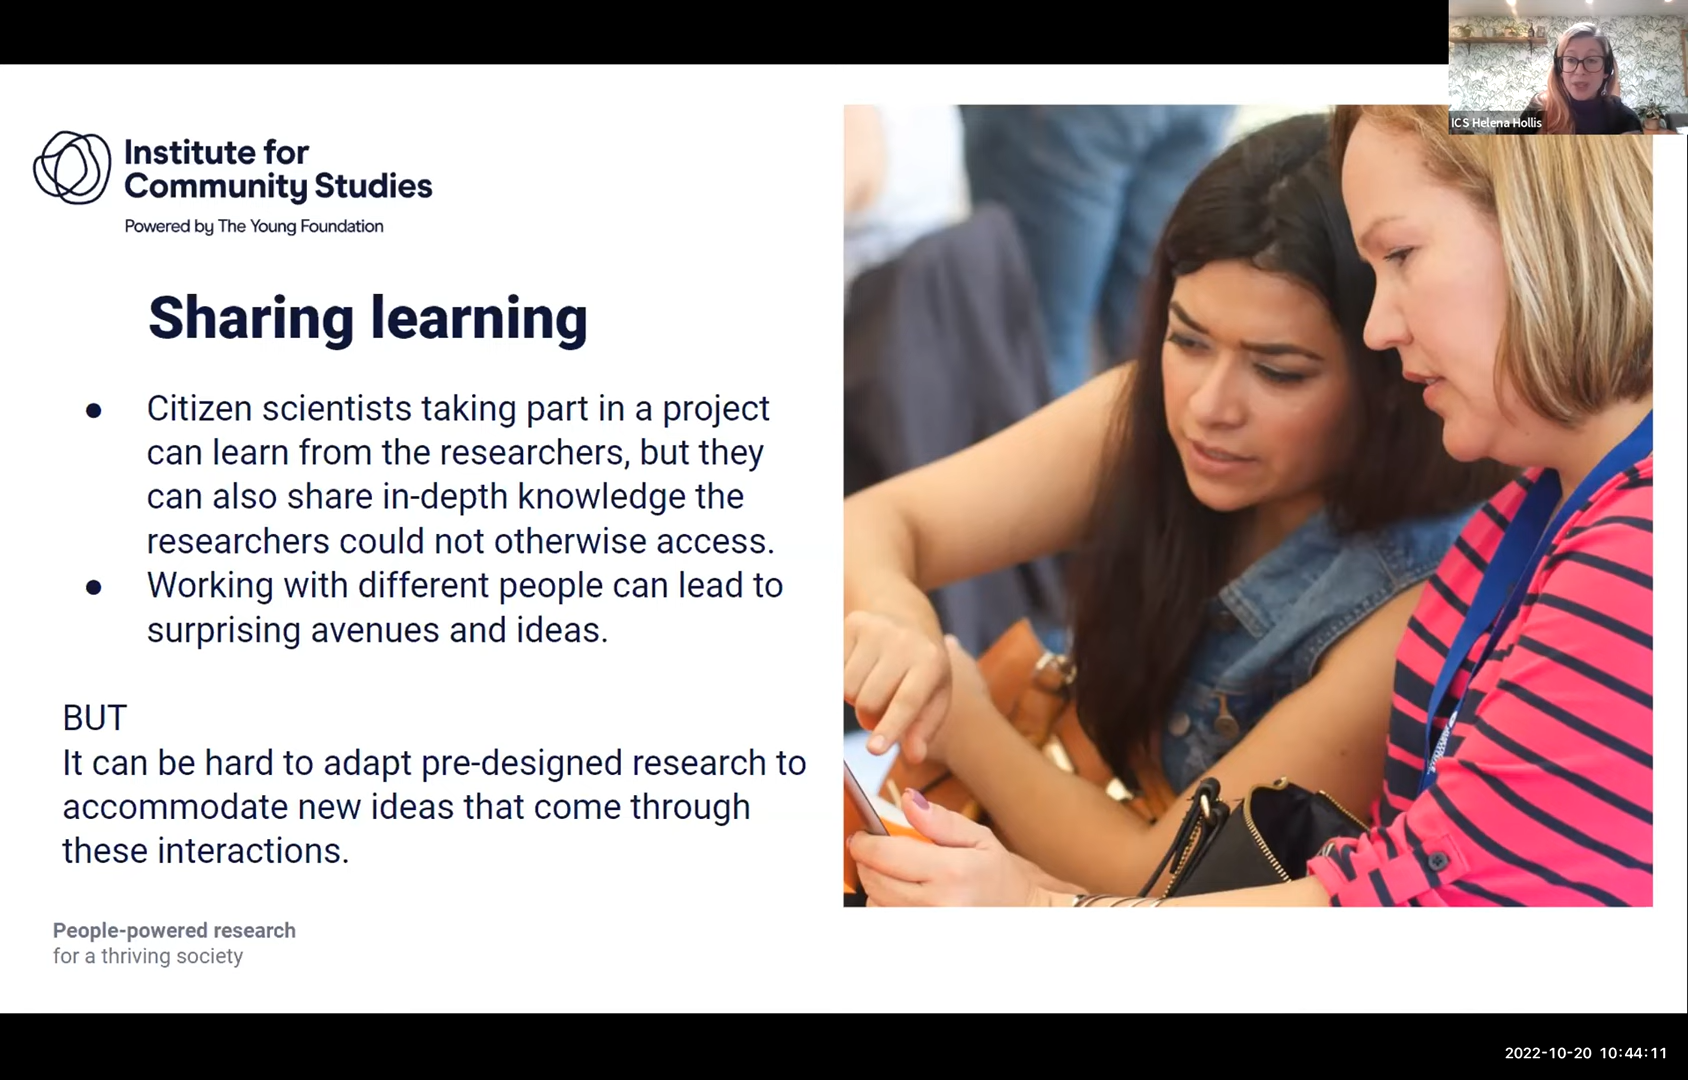 ICS Helena Hollis
Institute for
Community Studies
Powered by The Young Foundation
Sharing learning
● Citizen scientists taking part in a project
can learn from the researchers, but they
can also share in-depth knowledge the
researchers could not otherwise access.
● Working with different people can lead to
surprising avenues and ideas.
BUT
It can be hard to adapt pre-designed research to
accommodate new ideas that come through
these interactions.
People-powered research
for a thriving society
2022-10-20 10:44:11